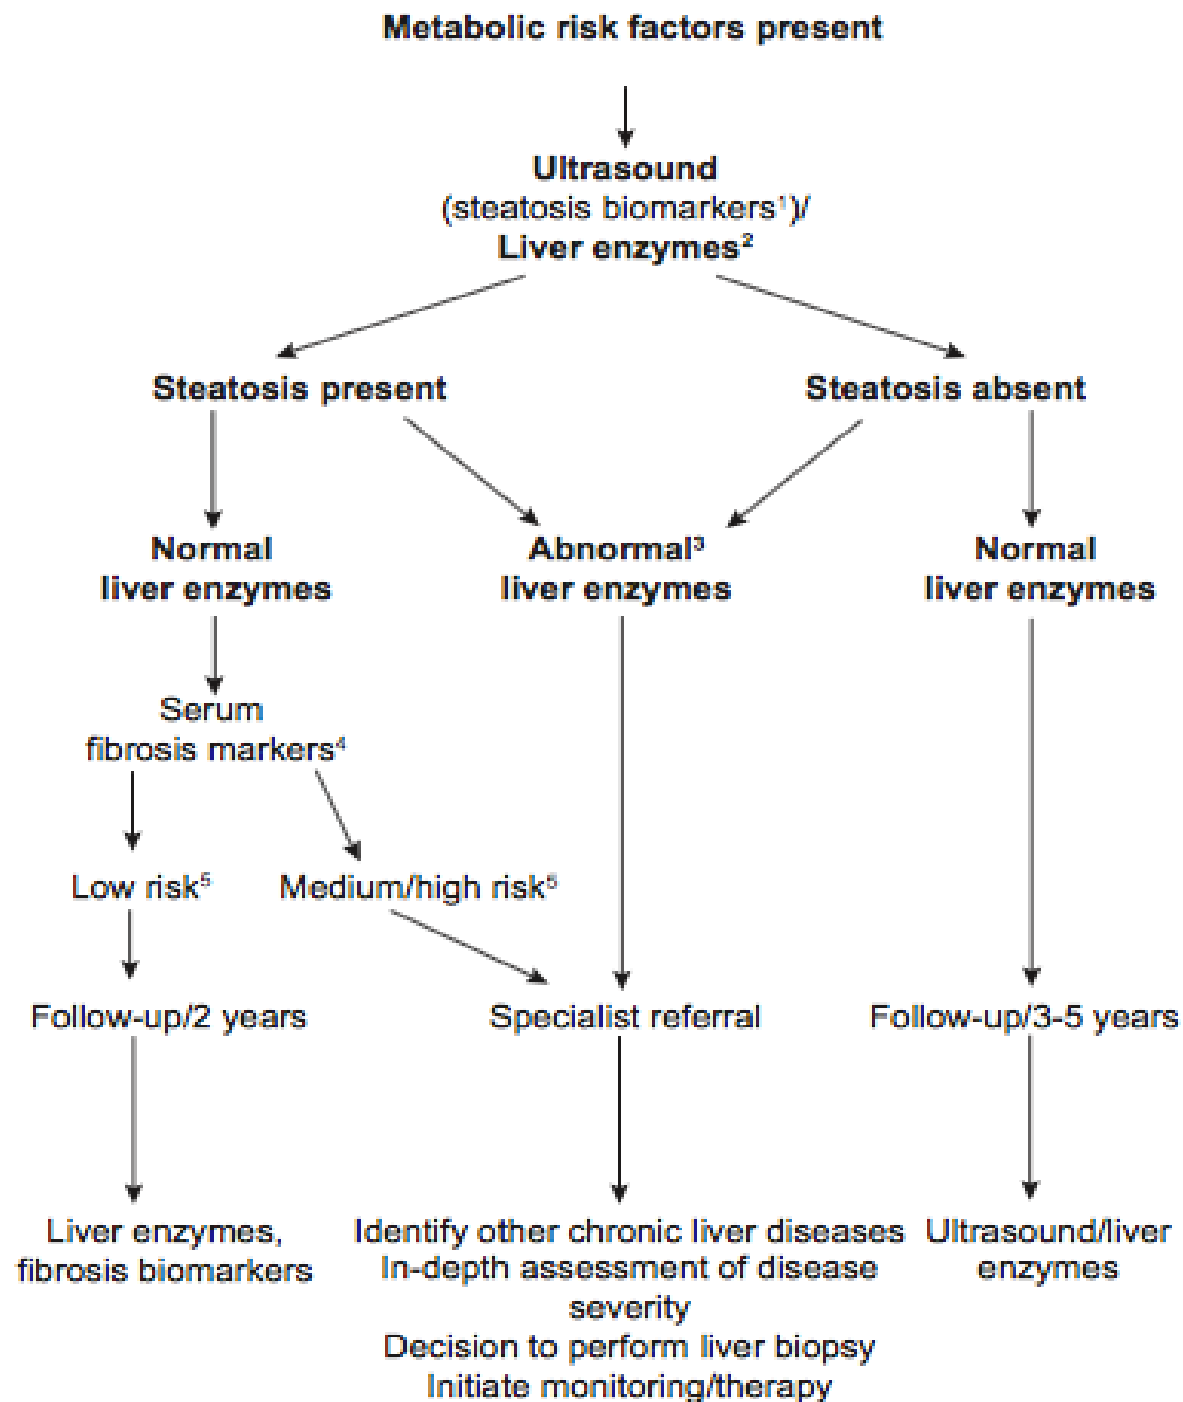 Metabolic risk factors present
Ultrasound
(steatosis biomarkers¹)/
Liver enzymes²
Steatosis present
Steatosis absent
Normal
liver enzymes
Abnormal³
liver enzymes
Normal
liver enzymes
Serum
fibrosis markers⁴
Low risk⁵
Medium/high risk⁵
Follow-up/2 years
Specialist referral
Follow-up/3-5 years
Liver enzymes,
fibrosis biomarkers
Identify other chronic liver diseases
In-depth assessment of disease
severity
Decision to perform liver biopsy
Initiate monitoring/therapy
Ultrasound/liver
enzymes